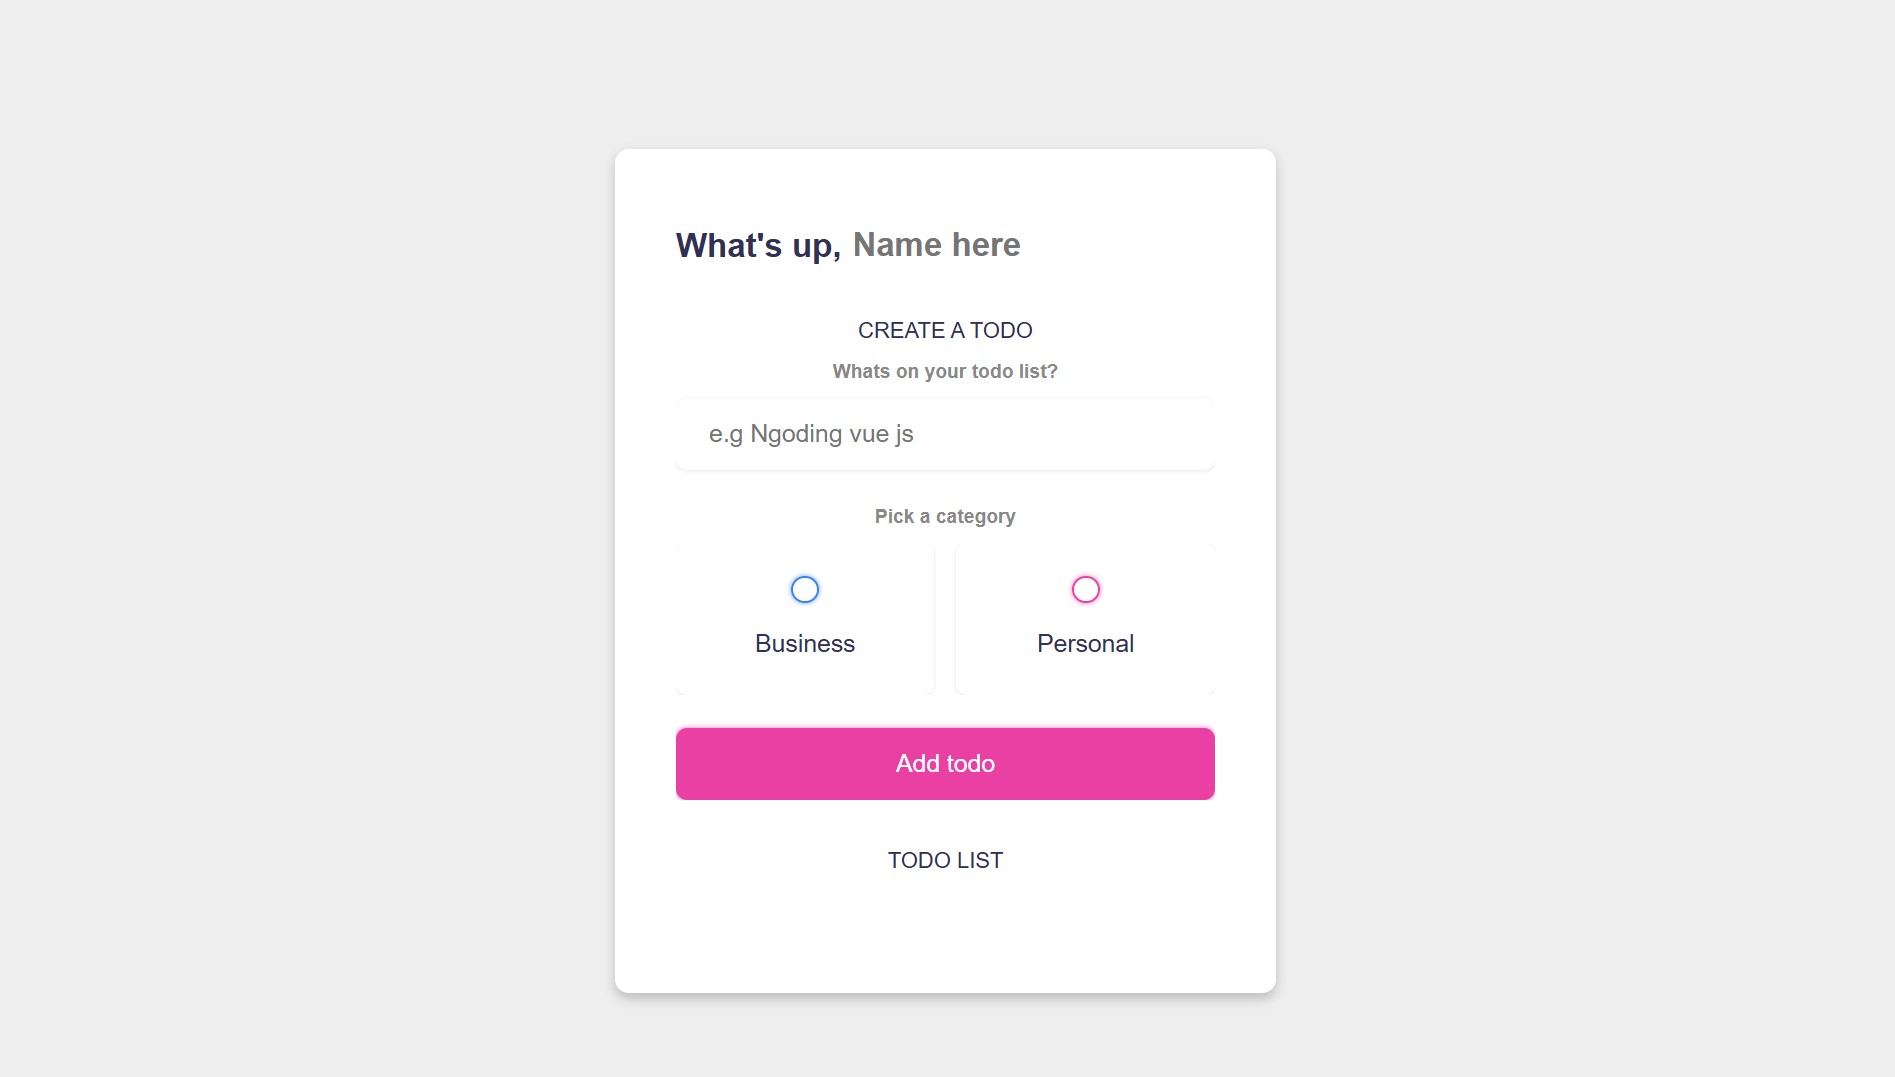 What's up, Name here
CREATE A TODO
Whats on your todo list?
e.g Ngoding vue js
Pick a category
Business
Personal
Add todo
TODO LIST